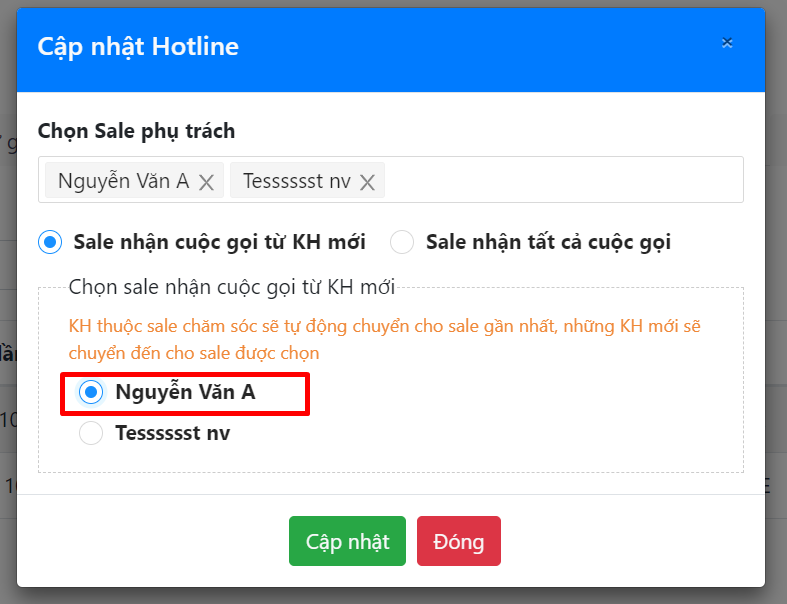 Cập nhật Hotline
Chọn Sale phụ trách
Nguyễn Văn A Tesssssst nv
Sale nhận cuộc gọi từ KH mới Sale nhận tất cả cuộc gọi
Chọn sale nhận cuộc gọi từ KH mới
KH thuộc sale chăm sóc sẽ tự động chuyển cho sale gần nhất, những KH mới sẽ
chuyển đến cho sale được chọn
Nguyễn Văn A
Tesssssst nv
Cập nhật Đóng